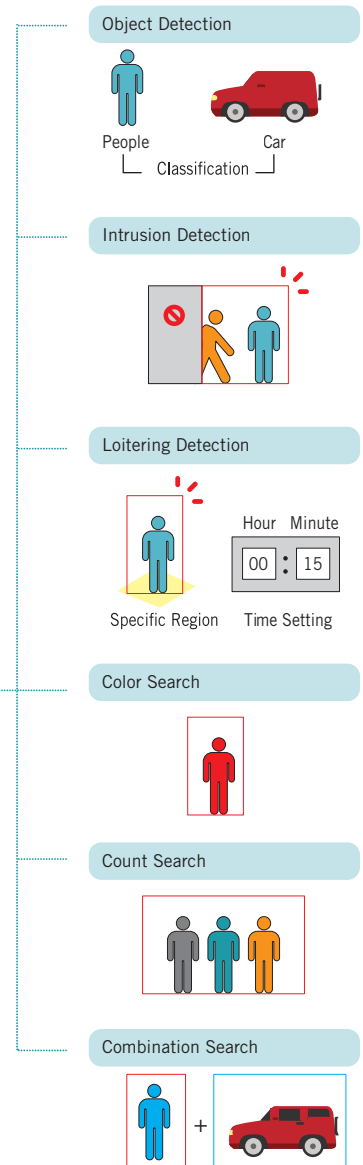 Object Detection
People Car
Classification
Intrusion Detection
Loitering Detection
Hour Minute
00 : 15
Specific Region Time Setting
Color Search
Count Search
Combination Search
+